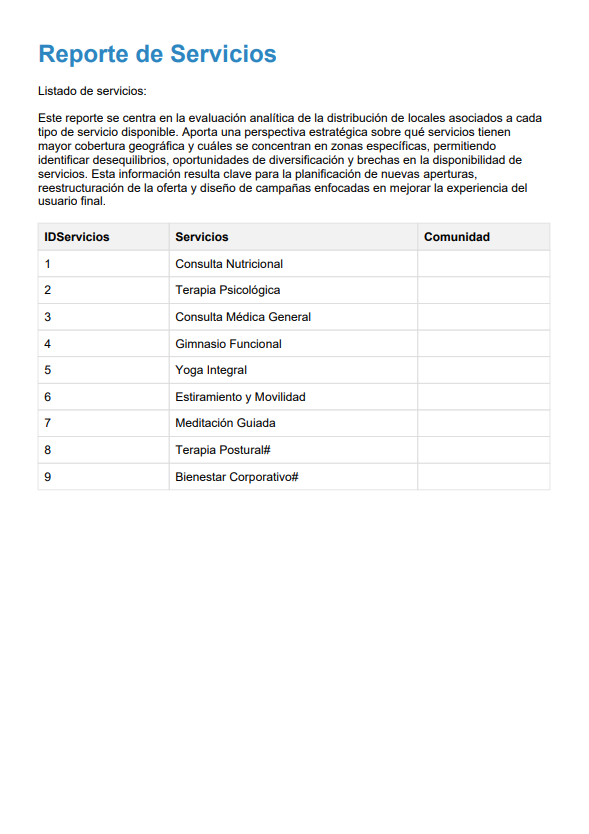 Reporte de Servicios
Listado de servicios:
Este reporte se centra en la evaluación analítica de la distribución de locales asociados a cada
tipo de servicio disponible. Aporta una perspectiva estratégica sobre qué servicios tienen
mayor cobertura geográfica y cuáles se concentran en zonas específicas, permitiendo
identificar desequilibrios, oportunidades de diversificación y brechas en la disponibilidad de
servicios. Esta información resulta clave para la planificación de nuevas aperturas,
reestructuración de la oferta y diseño de campañas enfocadas en mejorar la experiencia del
usuario final.
IDServicios Servicios Comunidad
1 Consulta Nutricional
2 Terapia Psicológica
3 Consulta Médica General
4 Gimnasio Funcional
5 Yoga Integral
6 Estiramiento y Movilidad
7 Meditación Guiada
8 Terapia Postural#
9 Bienestar Corporativo#